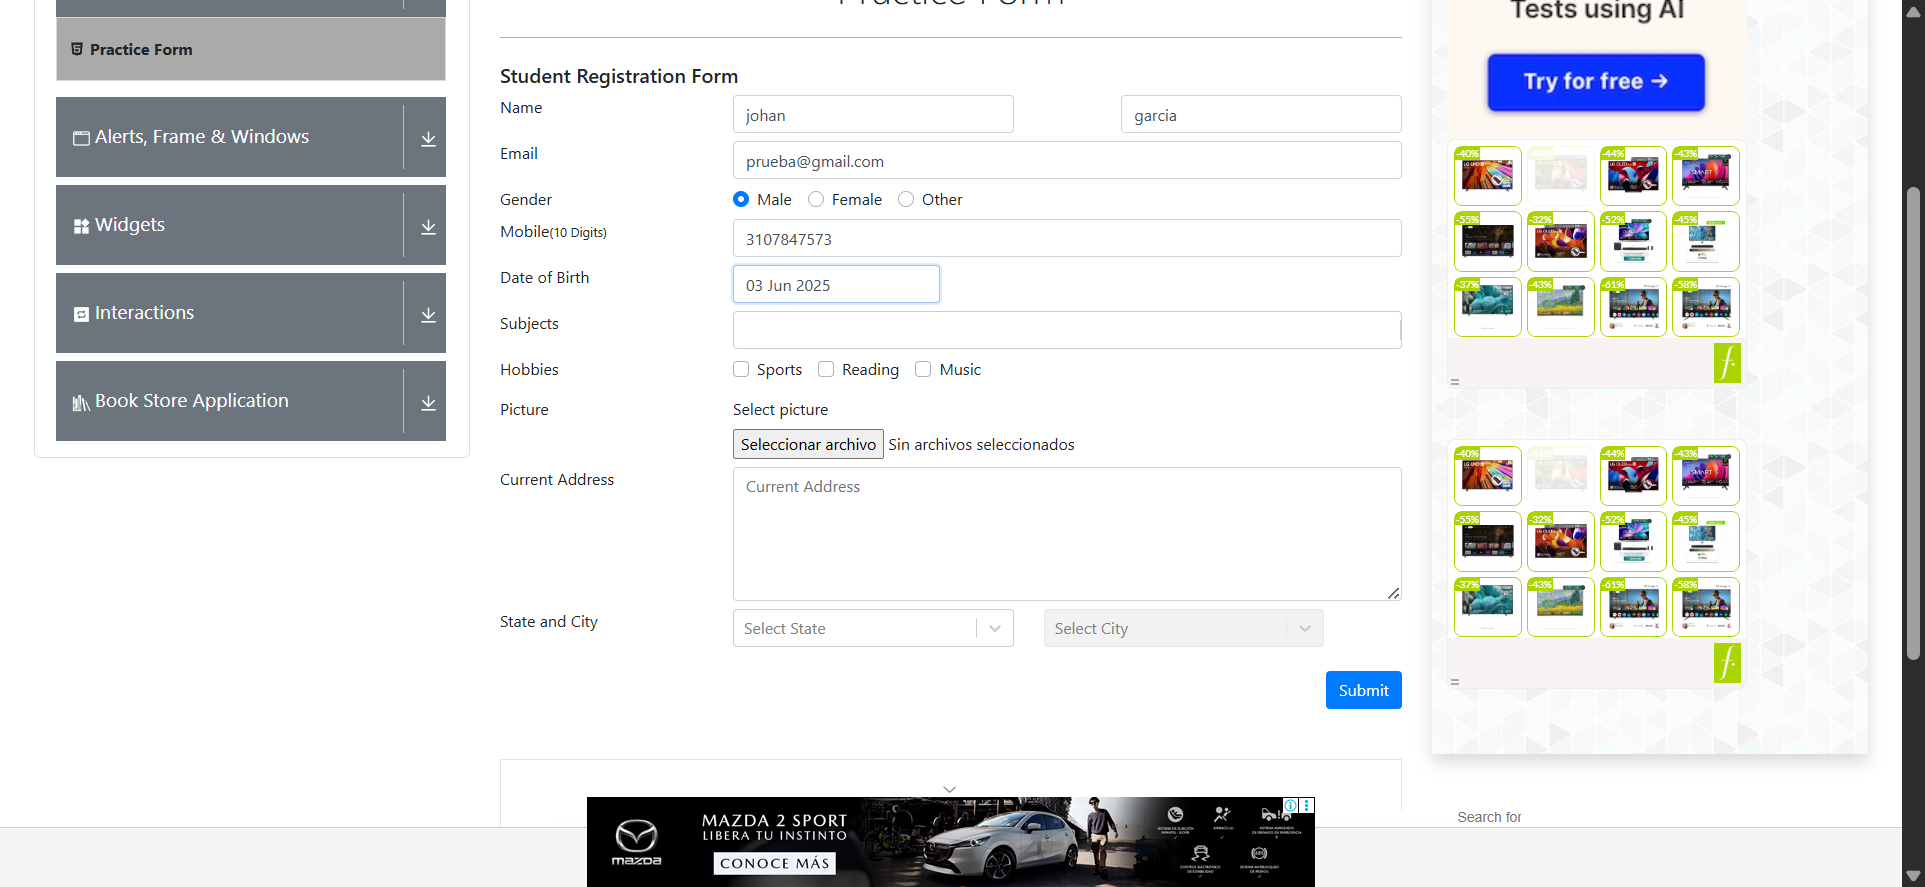 Practice Form
Practice Form
Alerts, Frame & Windows
Widgets
Interactions
Book Store Application
Student Registration Form
Name
johan
garcia
Email
prueba@gmail.com
Gender
Male
Female
Other
Mobile(10 Digits)
3107847573
Date of Birth
03 Jun 2025
Subjects
Hobbies
Sports
Reading
Music
Picture
Select picture
Seleccionar archivo Sin archivos seleccionados
Current Address
Current Address
State and City
Select State
Select City
Submit
Tests using AI
Try for free →
-40%
-44%
-43%
-55%
-32%
-52%
-45%
-37%
-43%
-61%
-58%
f.
-40%
-44%
-43%
-55%
-32%
-52%
-45%
-37%
-43%
-61%
-58%
f.
Search for
mazda
MAZDA 2 SPORT
LIBERA TU INSTINTO
CONOCE MÁS